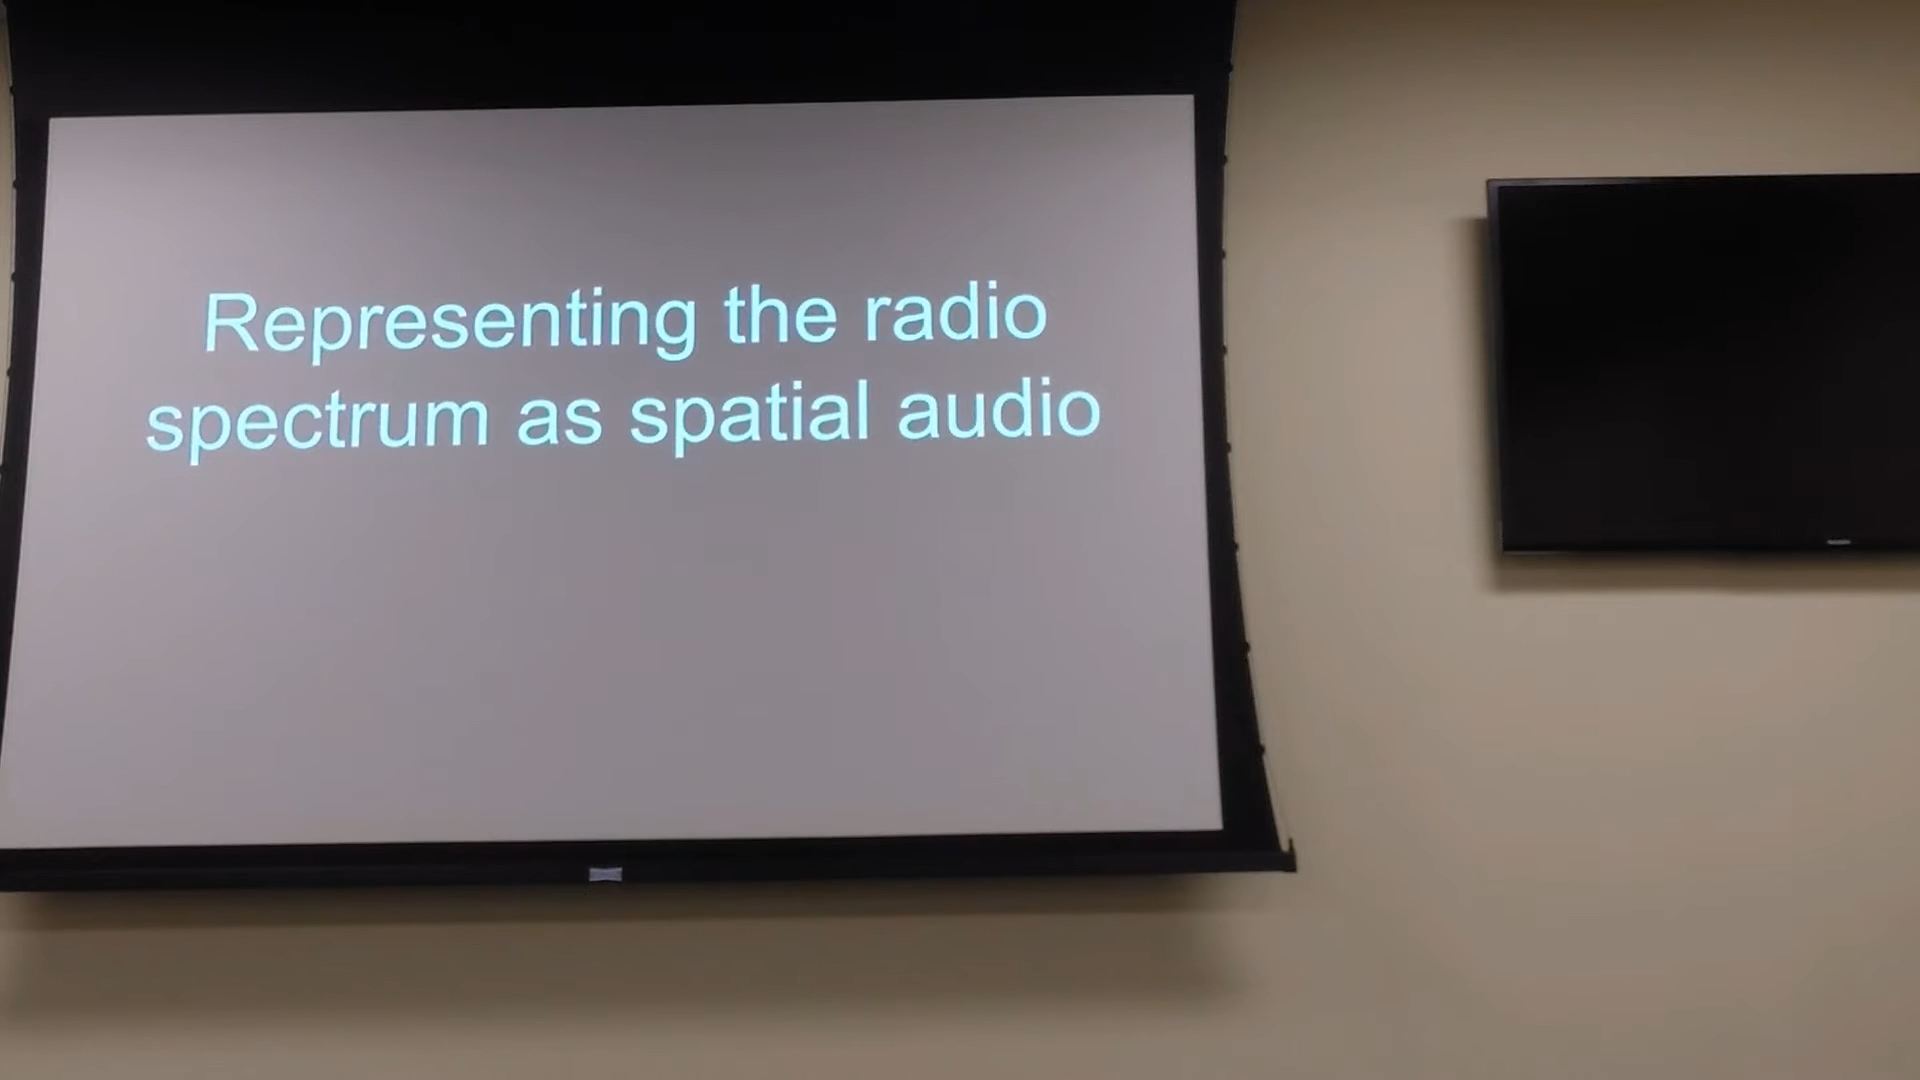 Representing the radio
spectrum as spatial audio